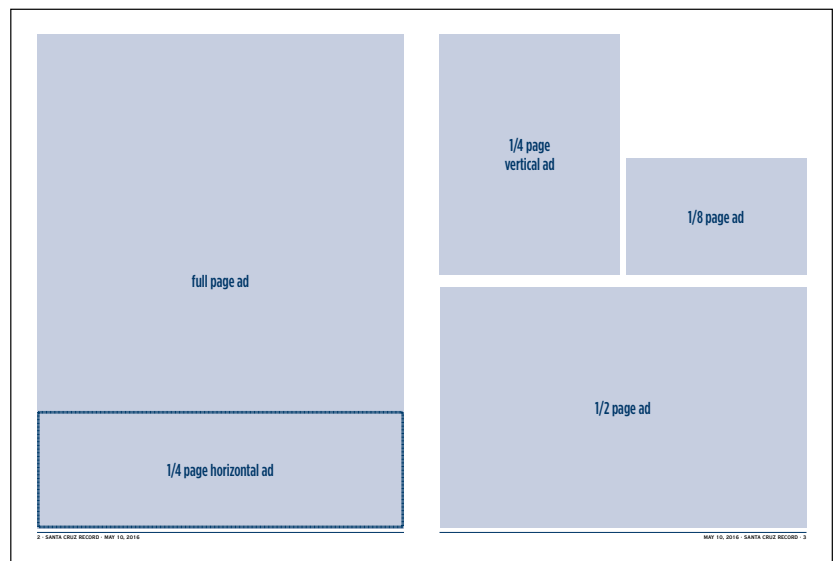 full page ad
1/4 page horizontal ad
2 · SANTA CRUZ RECORD · MAY 10, 2016
1/4 page
vertical ad
1/8 page ad
1/2 page ad
MAY 10, 2016 · SANTA CRUZ RECORD · 3